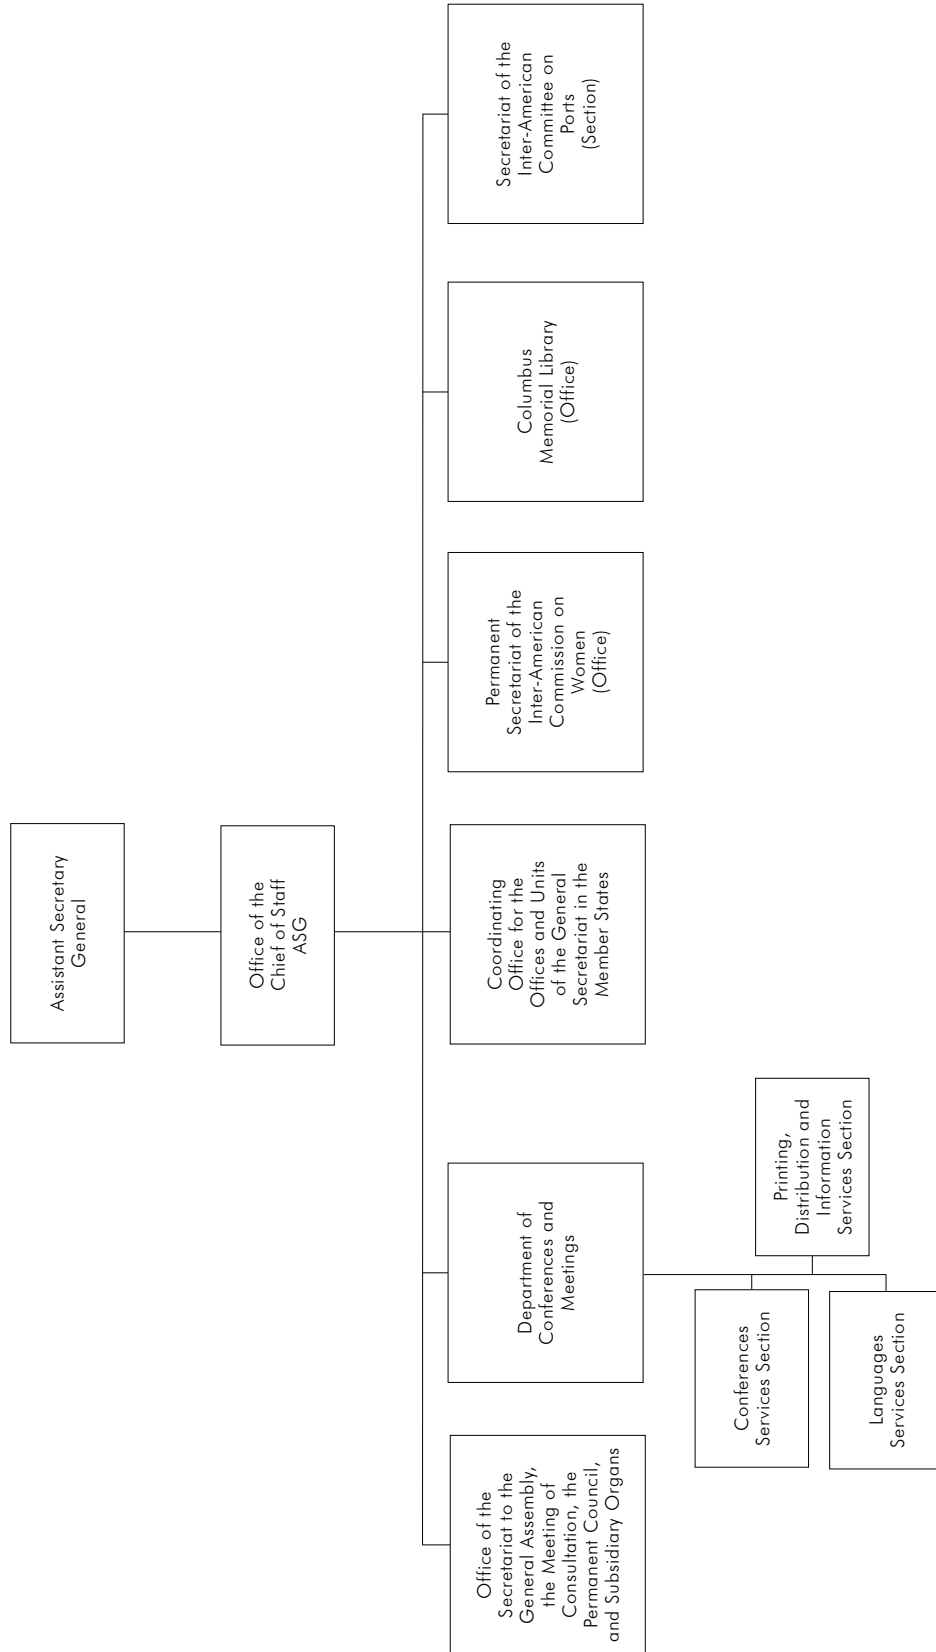 Assistant Secretary
General
Office of the
Chief of Staff
ASG
Office of the
Secretariat to the
General Assembly,
the Meeting of
Consultation, the
Permanent Council,
and Subsidiary Organs
Department of
Conferences and
Meetings
Coordinating
Office for the
Offices and Units
of the General
Secretariat in the
Member States
Permanent
Secretariat of the
Inter-American
Commission on
Women
(Office)
Columbus
Memorial Library
(Office)
Secretariat of the
Inter-American
Committee on
Ports
(Section)
Conferences
Services Section
Printing,
Distribution and
Information
Services Section
Languages
Services Section